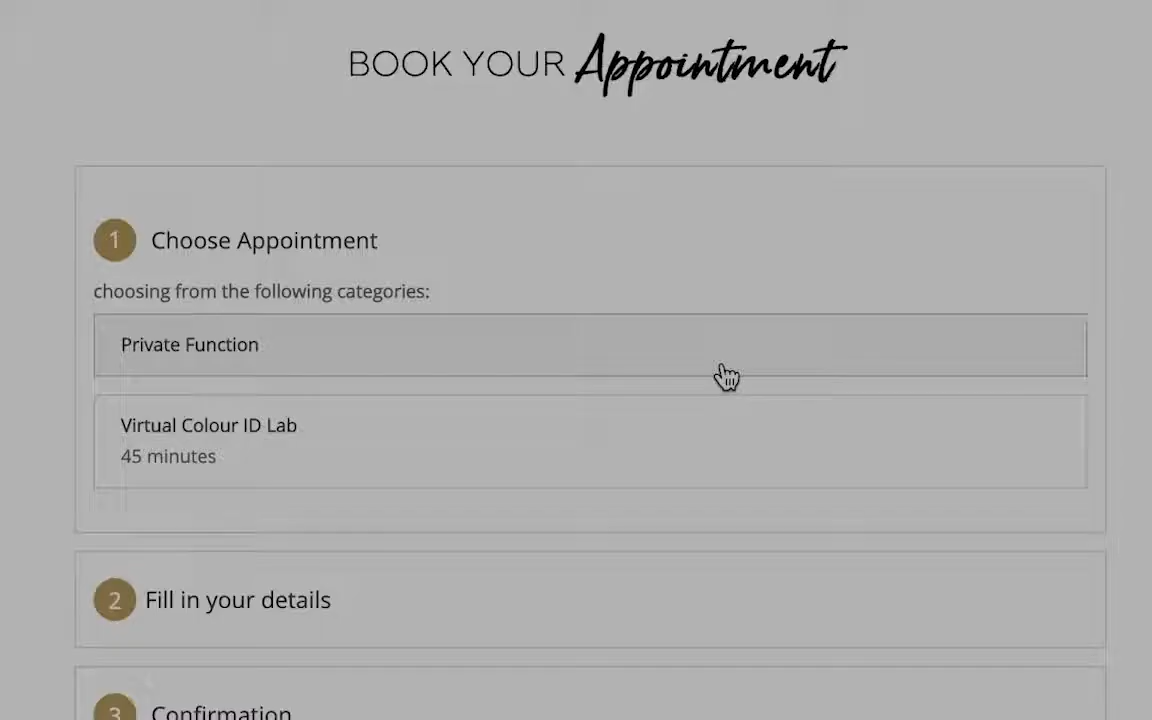 BOOK YOUR Appointment
1 Choose Appointment
choosing from the following categories:
Private Function
Virtual Colour ID Lab
45 minutes
2 Fill in your details
3 Confirmation